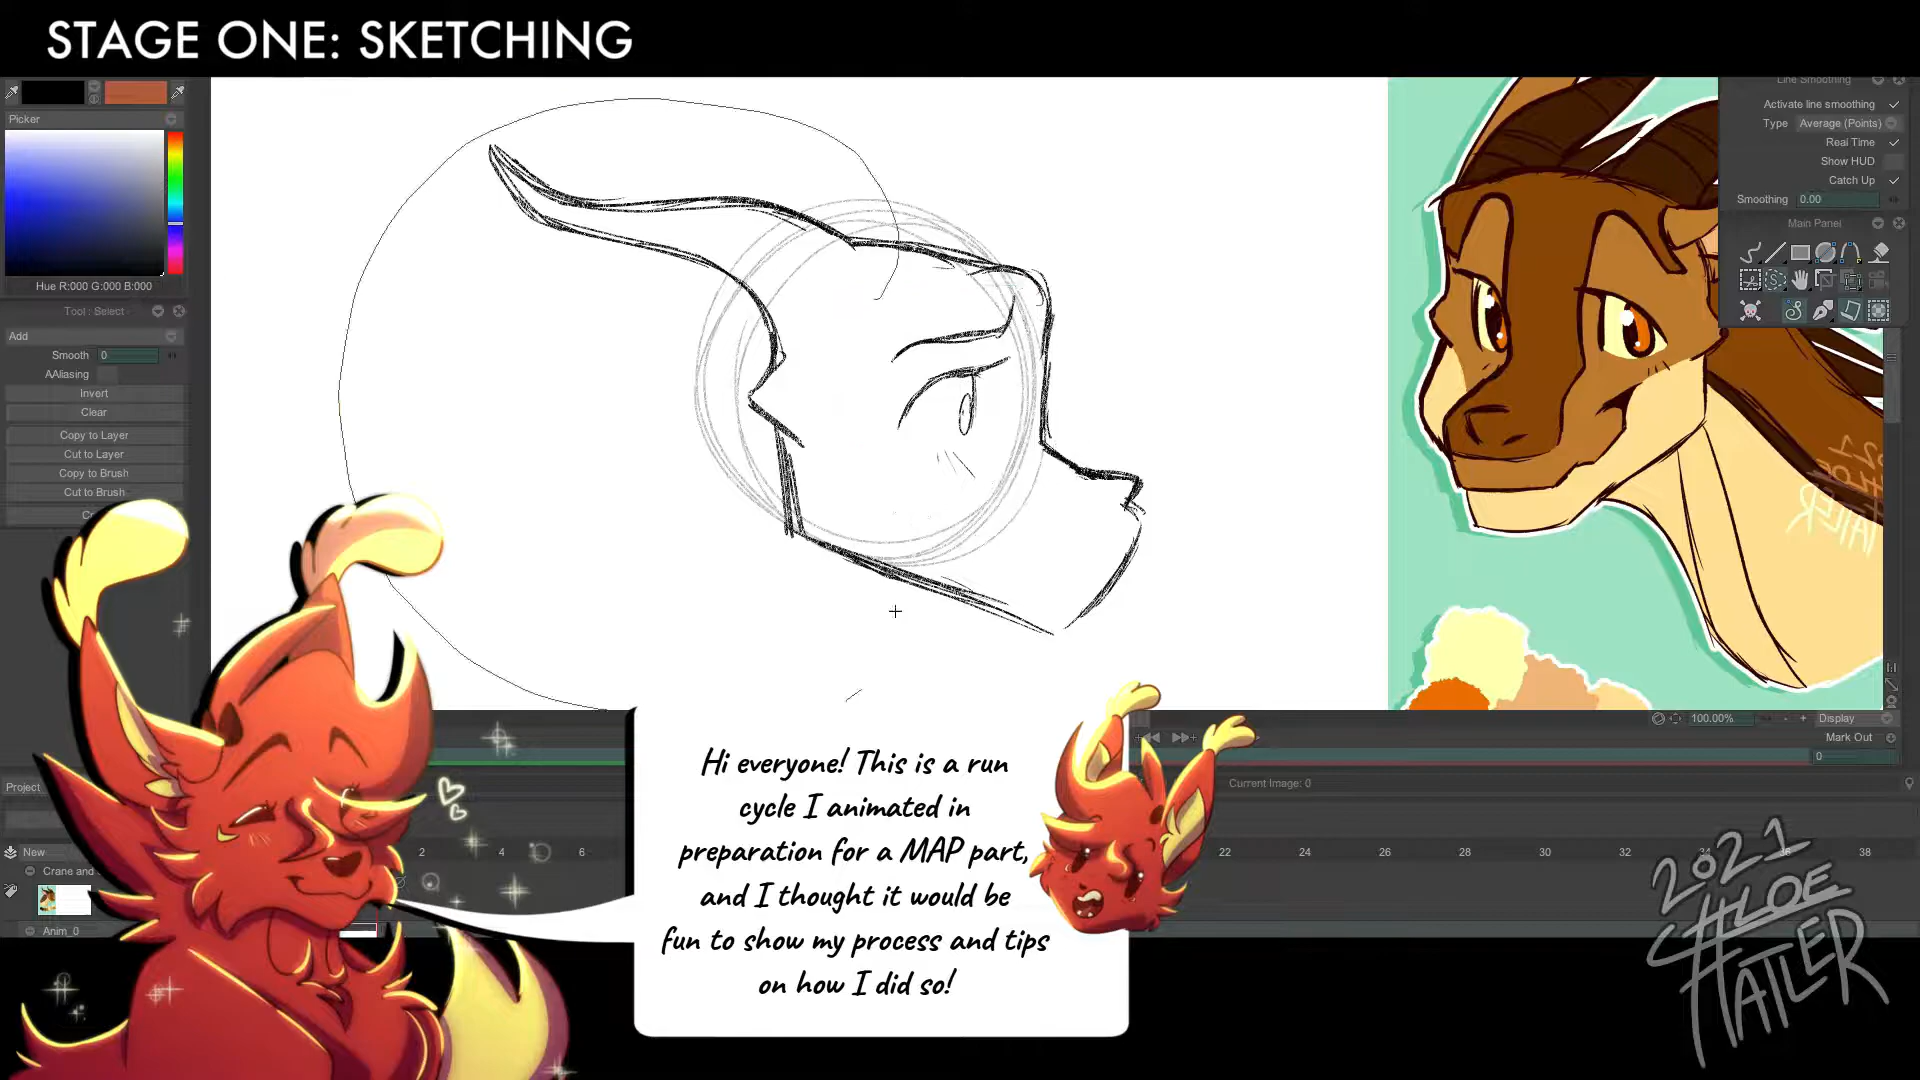 STAGE ONE: SKETCHING
Picker
Hue R:000 G:000 B:000
Tool : Select
Add
Smooth 0
AAliasing
Invert
Clear
Copy to Layer
Cut to Layer
Copy to Brush
Cut to Brush
Line Smoothing
Activate line smoothing
Type Average (Points)
Real Time
Show HUD
Catch Up
Smoothing 0.00
Main Panel
100.00% Display
Mark Out
0
Project
Current Image: 0
New 2 4 6 22 24 26 28 30 32 34 36 38
Crane and
Anim_0
Hi everyone! This is a run
cycle I animated in
preparation for a MAP part,
and I thought it would be
fun to show my process and tips
on how I did so!
2021
CHLOE
HATLER